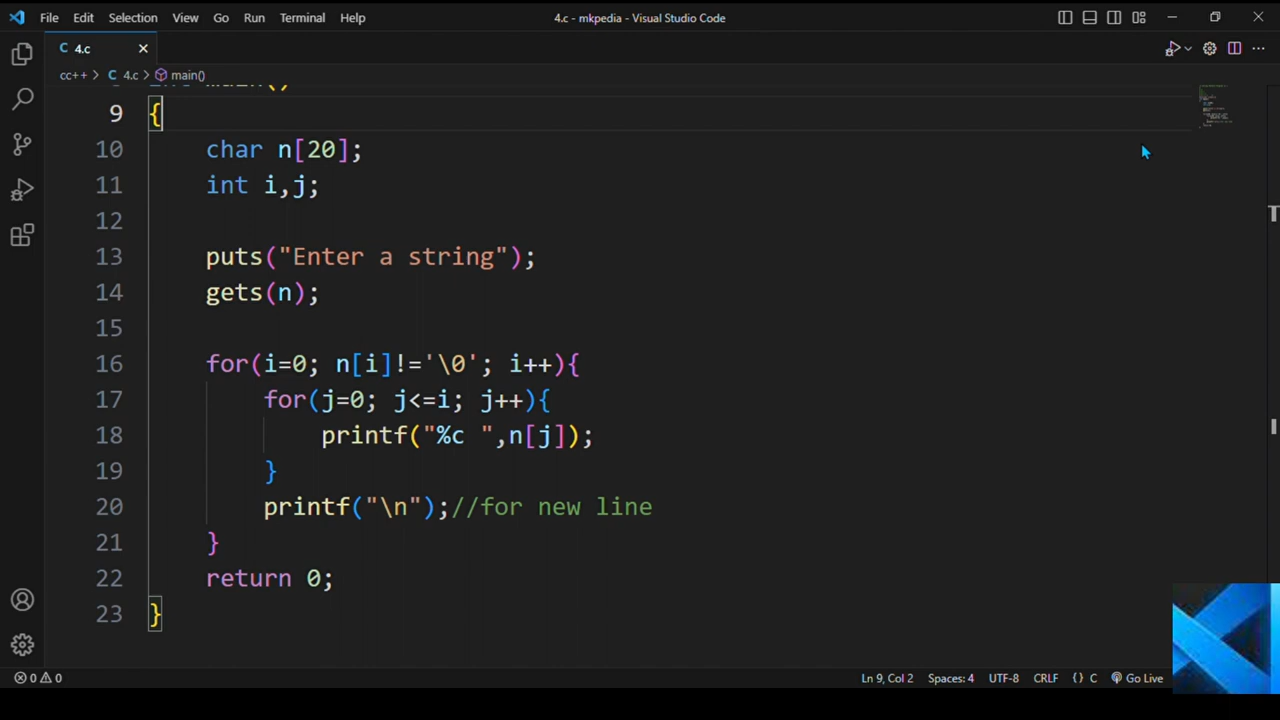 File Edit Selection View Go Run Terminal Help 4.c - mkpedia - Visual Studio Code
C 4.c
cc++ > C 4.c > main()
9 {
10 char n[20];
11 int i,j;
12
13 puts("Enter a string");
14 gets(n);
15
16 for(i=0; n[i]!='\0'; i++){
17 for(j=0; j<=i; j++){
18 printf("%c ",n[j]);
19 }
20 printf("\n");//for new line
21 }
22 return 0;
23 }
0 0 Ln 9, Col 2 Spaces: 4 UTF-8 CRLF {} C Go Live